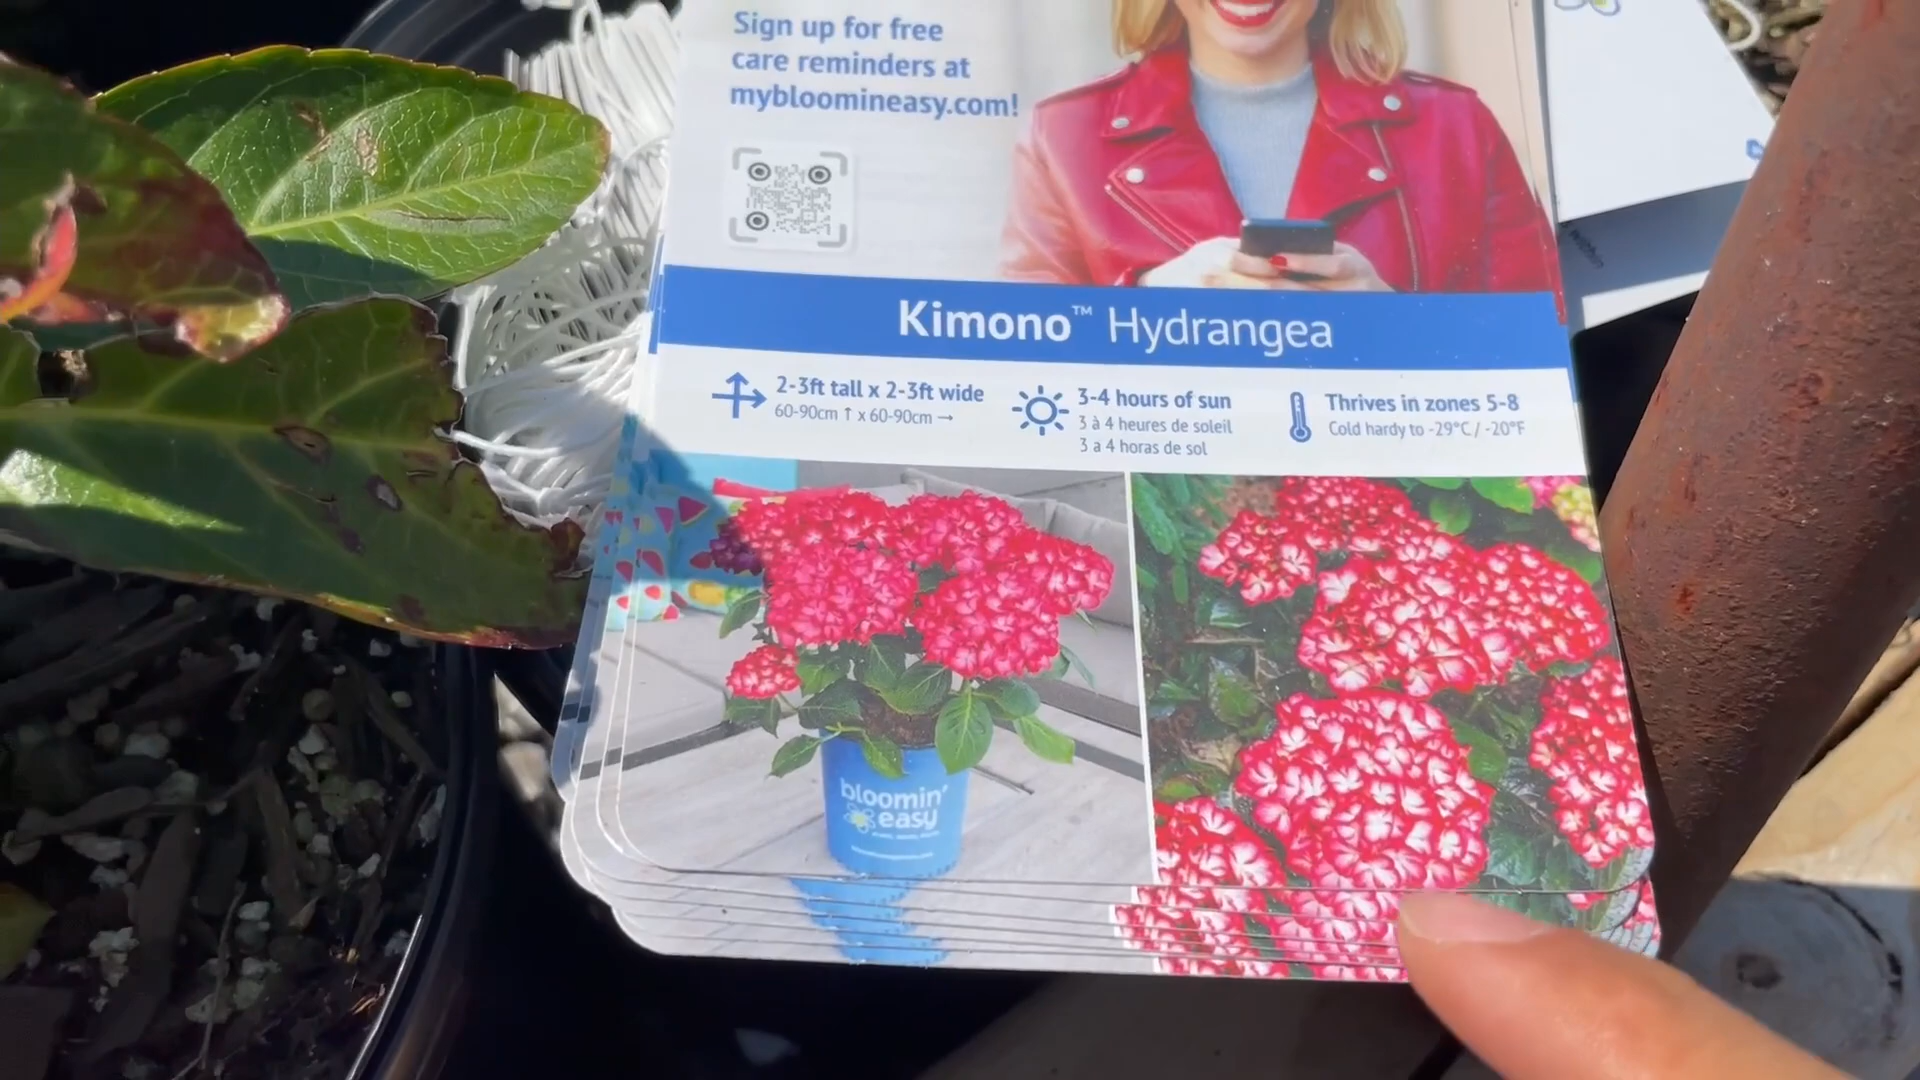 Sign up for free
care reminders at
mybloomineasy.com!
Kimono™ Hydrangea
2-3ft tall x 2-3ft wide
60-90cm ↑ x 60-90cm →
3-4 hours of sun
3 à 4 heures de soleil
3 a 4 horas de sol
Thrives in zones 5-8
Cold hardy to -29°C / -20°F
bloomin'
easy